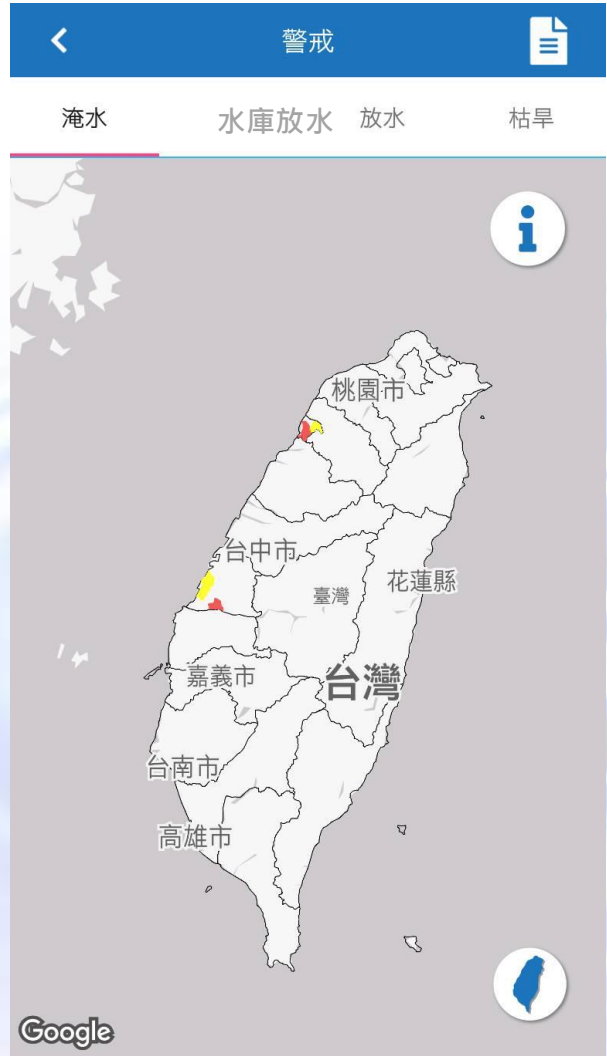 警戒
淹水 水庫放水 放水 枯旱
桃園市
台中市
花蓮縣
臺灣
嘉義市
台灣
台南市
高雄市
Google